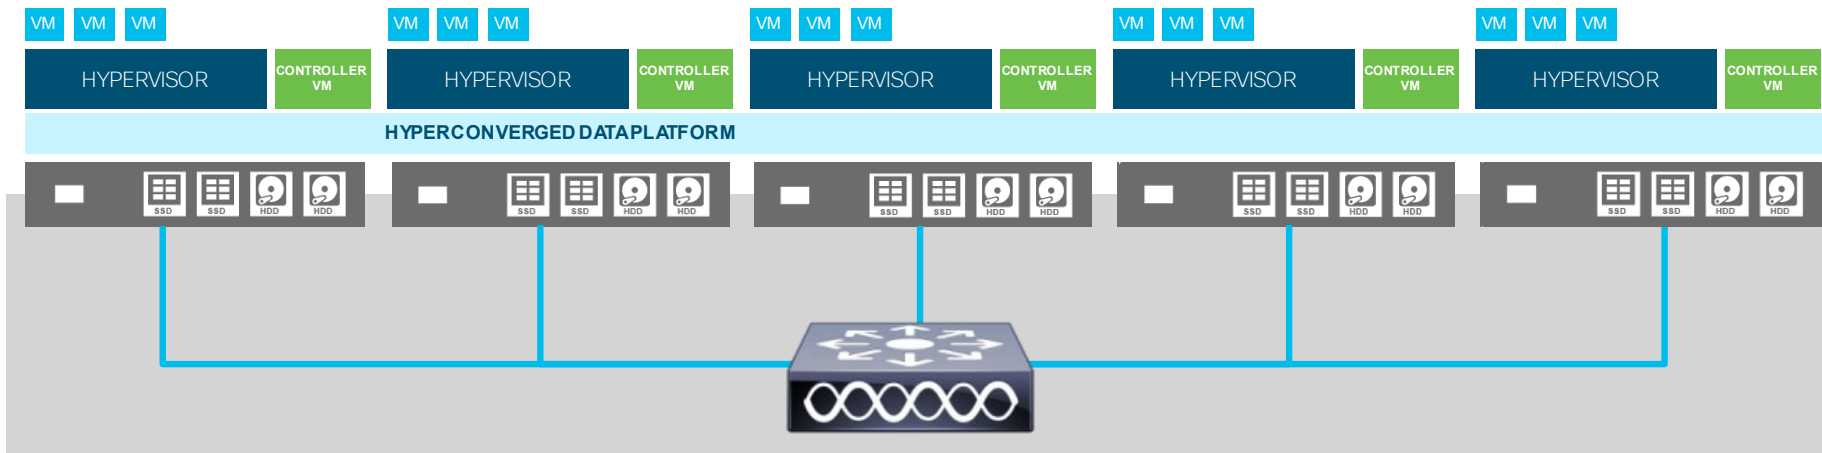 VM VM VM VM VM VM VM VM VM VM VM VM VM VM VM
HYPERVISOR CONTROLLER VM HYPERVISOR CONTROLLER VM HYPERVISOR CONTROLLER VM HYPERVISOR CONTROLLER VM HYPERVISOR CONTROLLER VM
HYPERCONVERGED DATA PLATFORM
SSD SSD HDD HDD SSD SSD HDD HDD SSD SSD HDD HDD SSD SSD HDD HDD SSD SSD HDD HDD